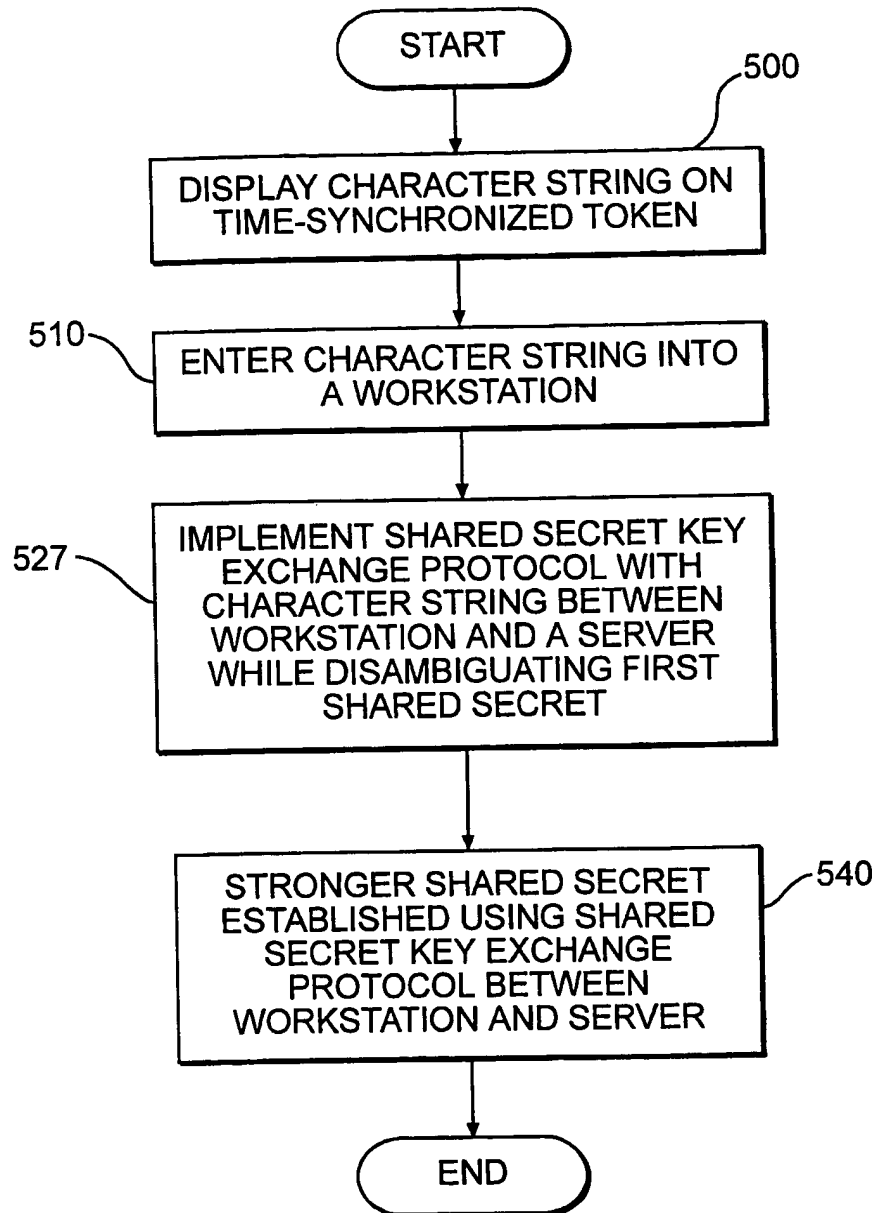 START
500
DISPLAY CHARACTER STRING ON
TIME-SYNCHRONIZED TOKEN
510
ENTER CHARACTER STRING INTO
A WORKSTATION
527
IMPLEMENT SHARED SECRET KEY
EXCHANGE PROTOCOL WITH
CHARACTER STRING BETWEEN
WORKSTATION AND A SERVER
WHILE DISAMBIGUATING FIRST
SHARED SECRET
540
STRONGER SHARED SECRET
ESTABLISHED USING SHARED
SECRET KEY EXCHANGE
PROTOCOL BETWEEN
WORKSTATION AND SERVER
END